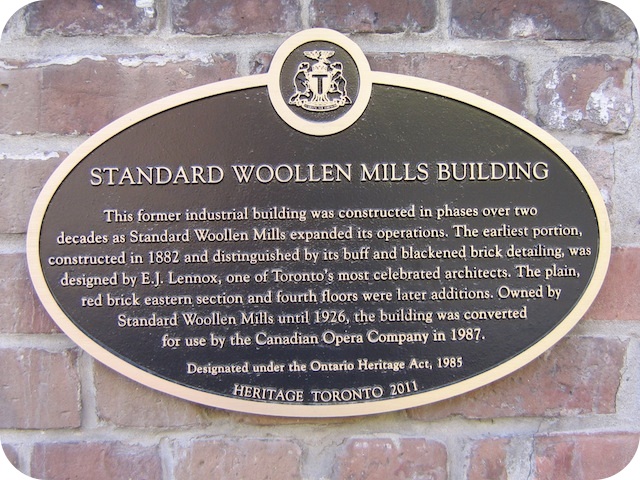 T
STANDARD WOOLLEN MILLS BUILDING
This former industrial building was constructed in phases over two
decades as Standard Woollen Mills expanded its operations. The earliest portion,
constructed in 1882 and distinguished by its buff and blackened brick detailing, was
designed by E.J. Lennox, one of Toronto's most celebrated architects. The plain,
red brick eastern section and fourth floors were later additions. Owned by
Standard Woollen Mills until 1926, the building was converted
for use by the Canadian Opera Company in 1987.
Designated under the Ontario Heritage Act, 1985
HERITAGE TORONTO 2011